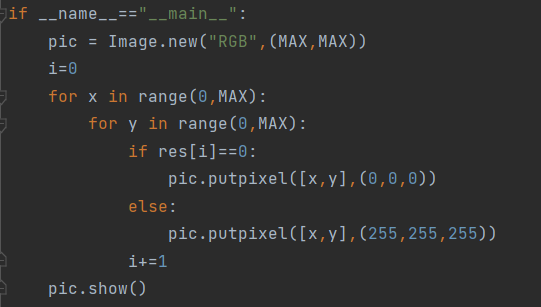 if __name__=="__main__":
    pic = Image.new("RGB",(MAX,MAX))
    i=0
    for x in range(0,MAX):
        for y in range(0,MAX):
            if res[i]==0:
                pic.putpixel([x,y],(0,0,0))
            else:
                pic.putpixel([x,y],(255,255,255))
            i+=1
    pic.show()